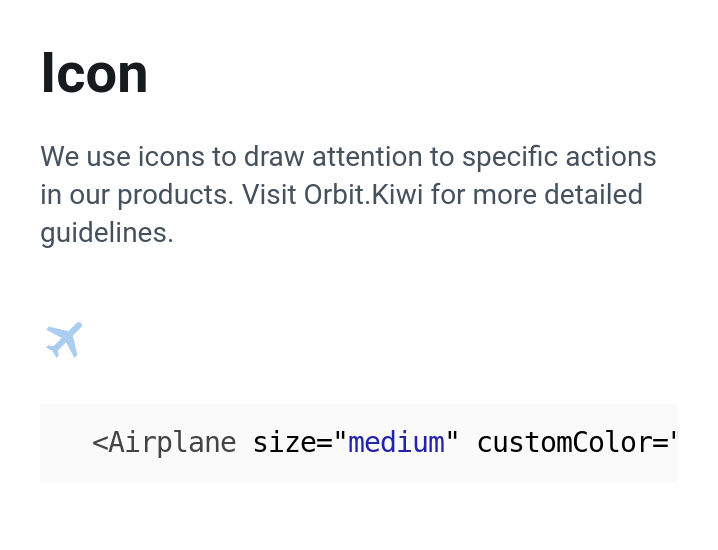 Icon
We use icons to draw attention to specific actions
in our products. Visit Orbit.Kiwi for more detailed
guidelines.
<Airplane size="medium" customColor="